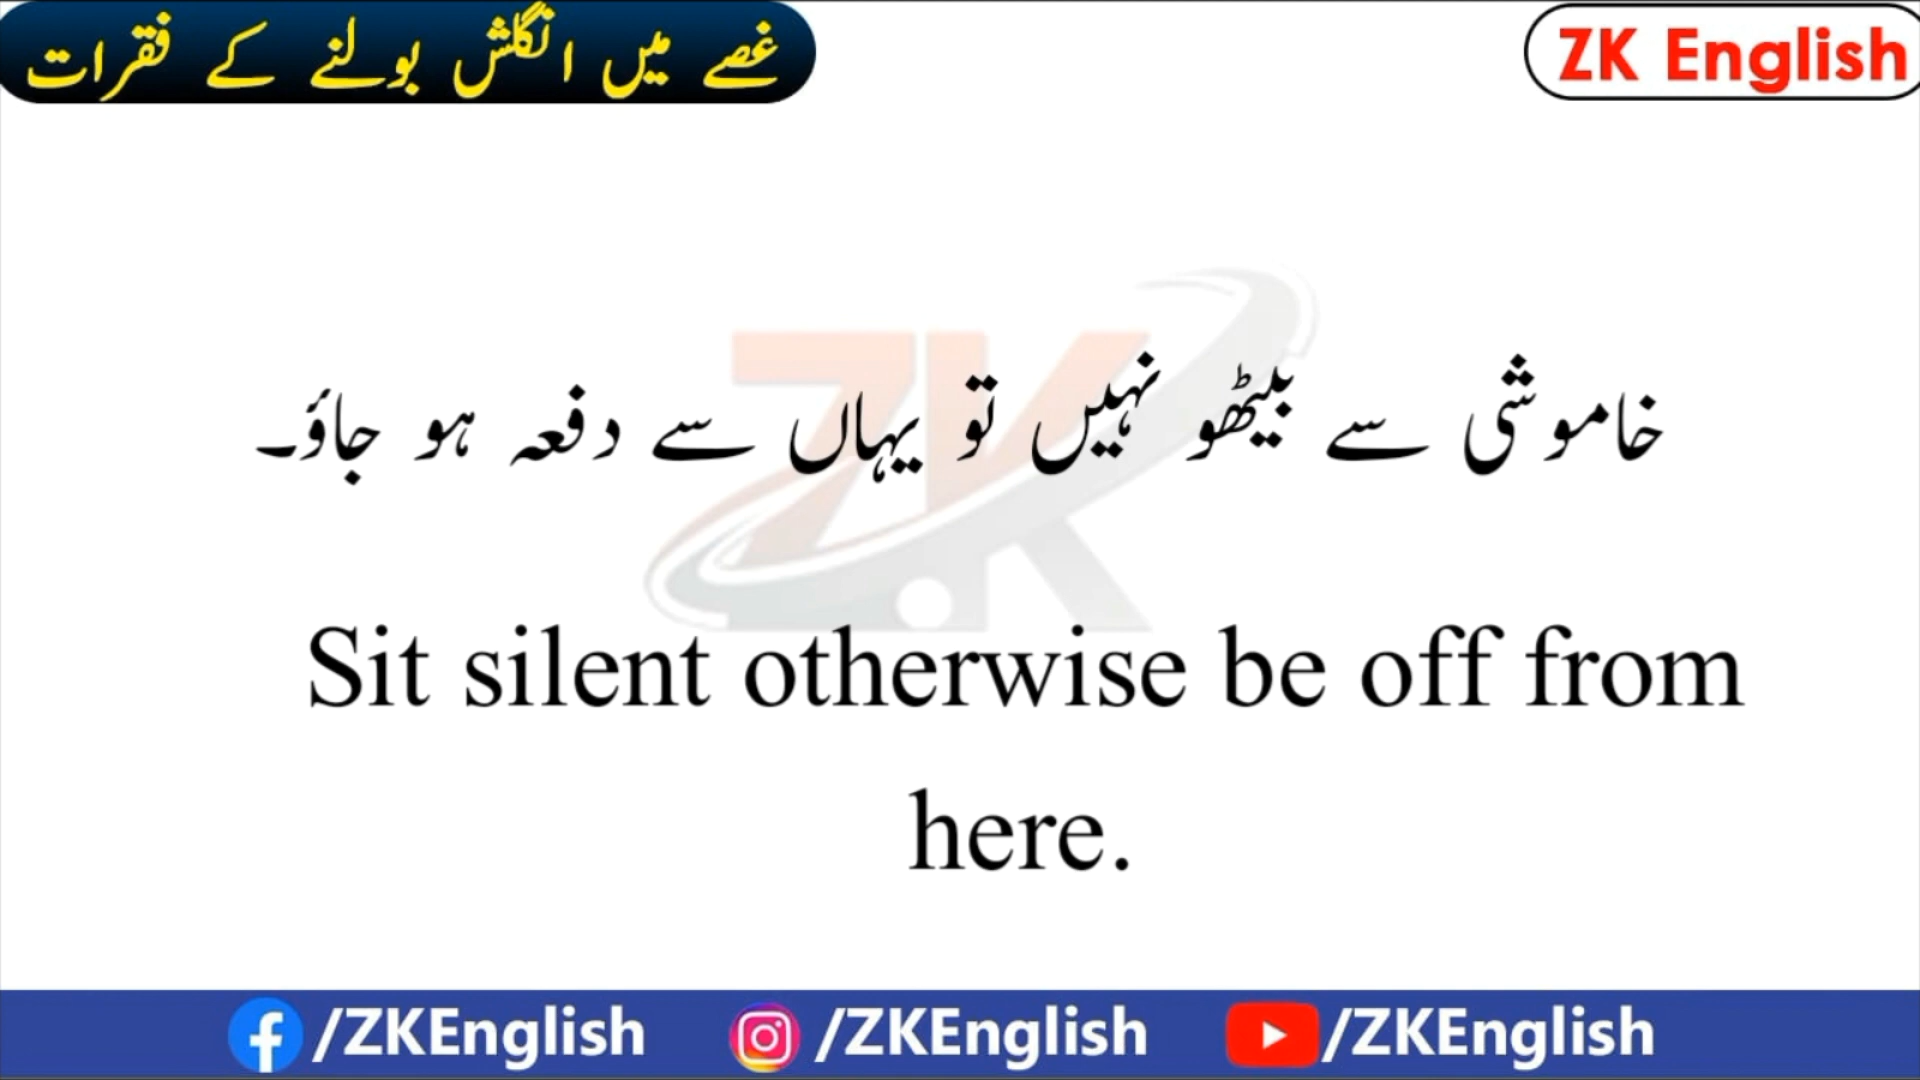 غصے میں انگلش بولنے کے فقرات
ZK English
خاموشی سے بیٹھو نہیں تو یہاں سے دفعہ ہو جاؤ۔
ZK
Sit silent otherwise be off from
here.
/ZKEnglish /ZKEnglish /ZKEnglish